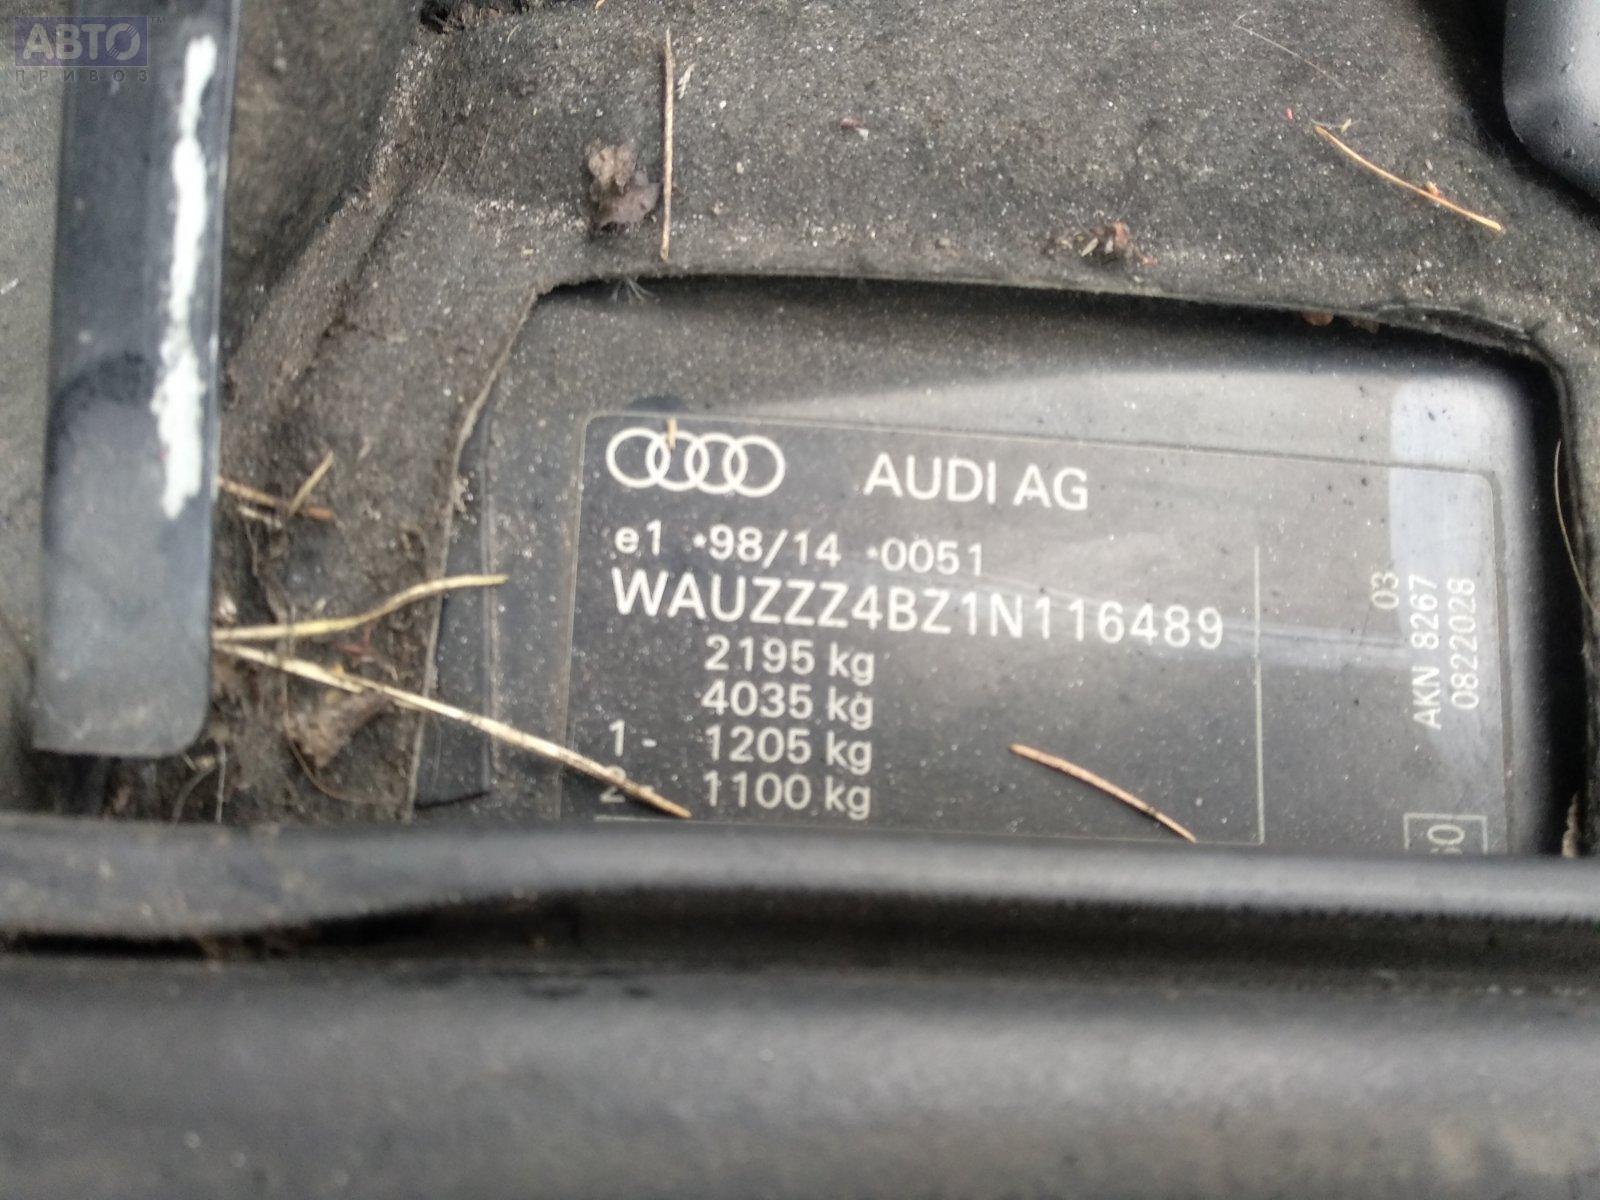 АВТО
ПРИВОЗ
AUDI AG
e1 *98/14 *0051
WAUZZZ4BZ1N116489
2195 kg
4035 kg
1- 1205 kg
2- 1100 kg
03
AKN 8267
0822028